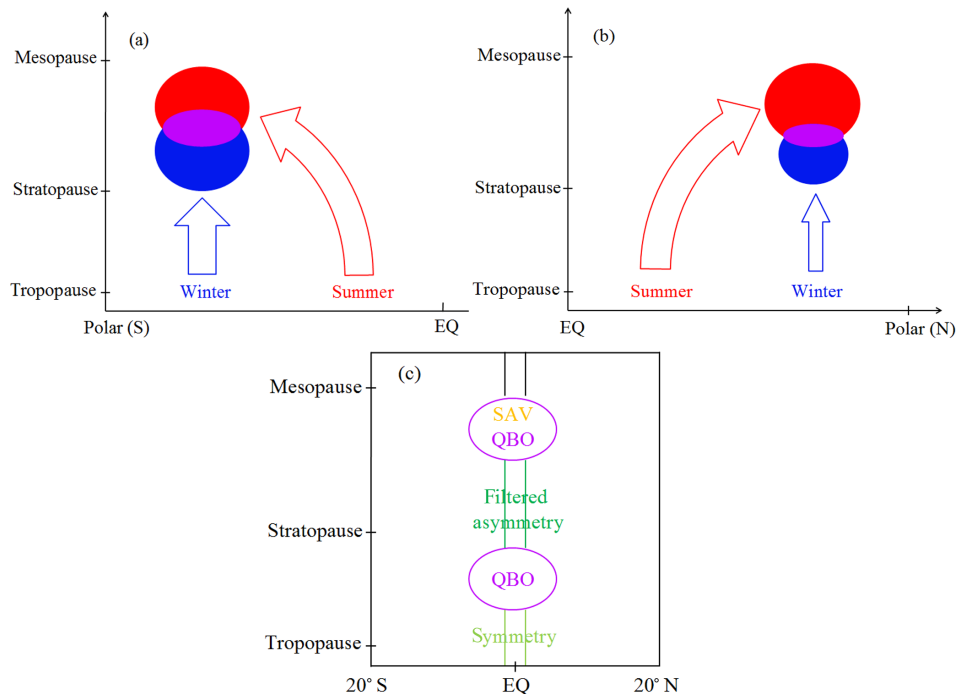 (a)
Mesopause
Stratopause
Tropopause
Winter
Summer
Polar (S)
EQ
(b)
Mesopause
Stratopause
Tropopause
Summer
Winter
EQ
Polar (N)
(c)
Mesopause
SAV
QBO
Filtered
asymmetry
Stratopause
QBO
Symmetry
Tropopause
20° S
EQ
20° N